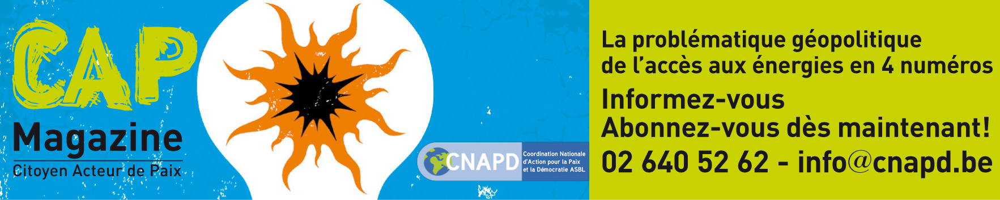 CAP
Magazine
Citoyen Acteur de Paix
CNAPD
Coordination Nationale
d'Action pour la Paix
et la Démocratie ASBL
La problématique géopolitique
de l'accès aux énergies en 4 numéros
Informez-vous
Abonnez-vous dès maintenant!
02 640 52 62 - info@cnapd.be